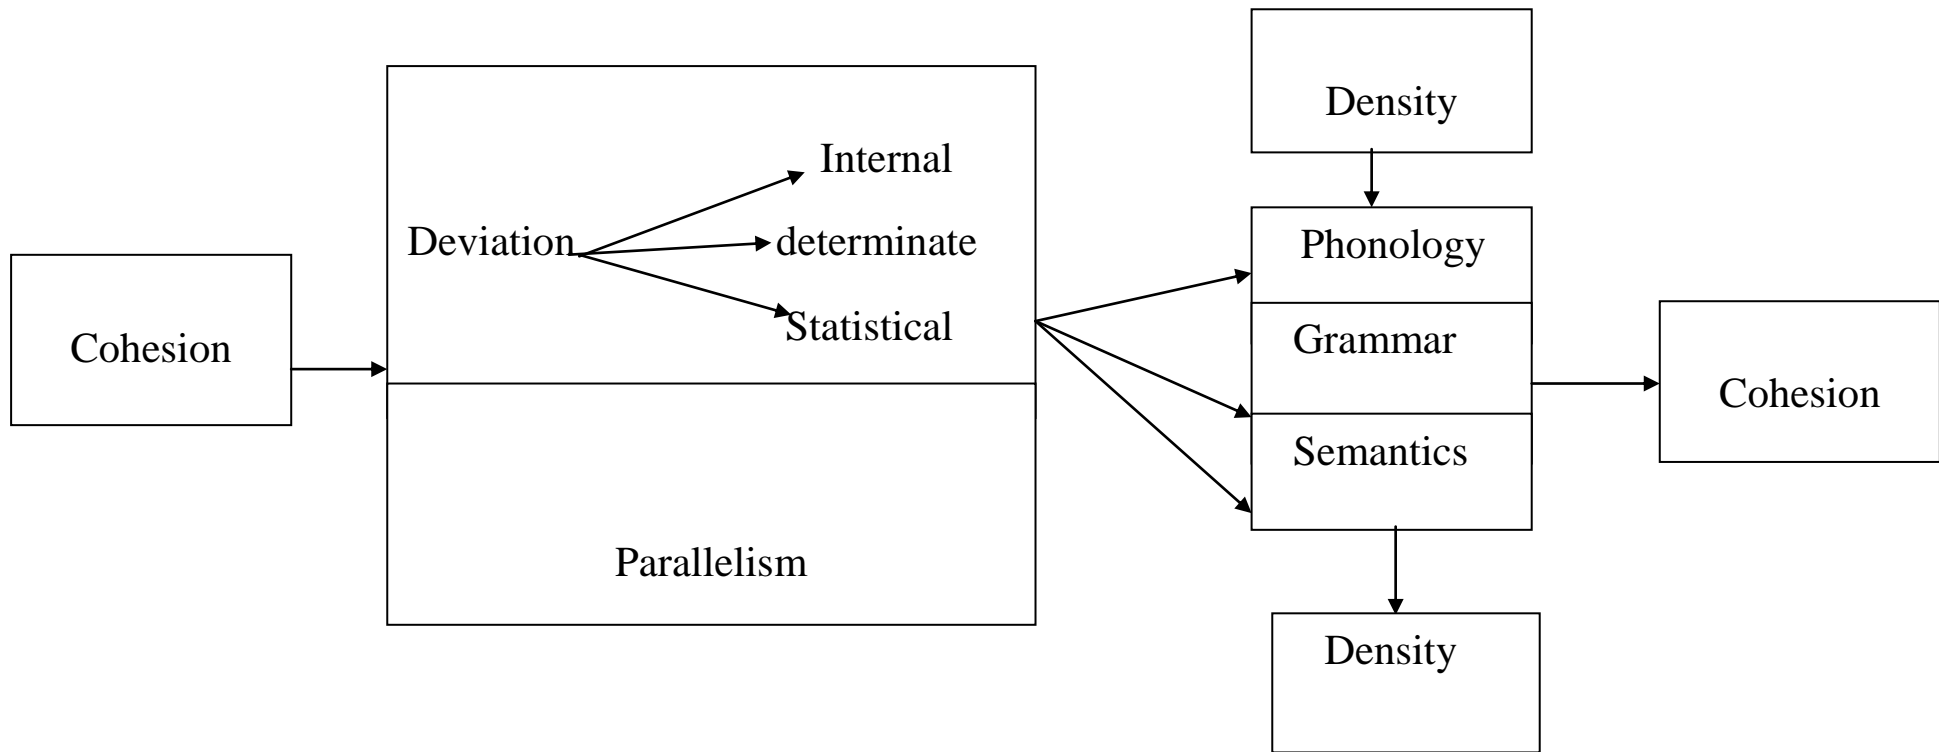 Cohesion
Deviation
Internal
determinate
Statistical
Parallelism
Density
Phonology
Grammar
Semantics
Density
Cohesion